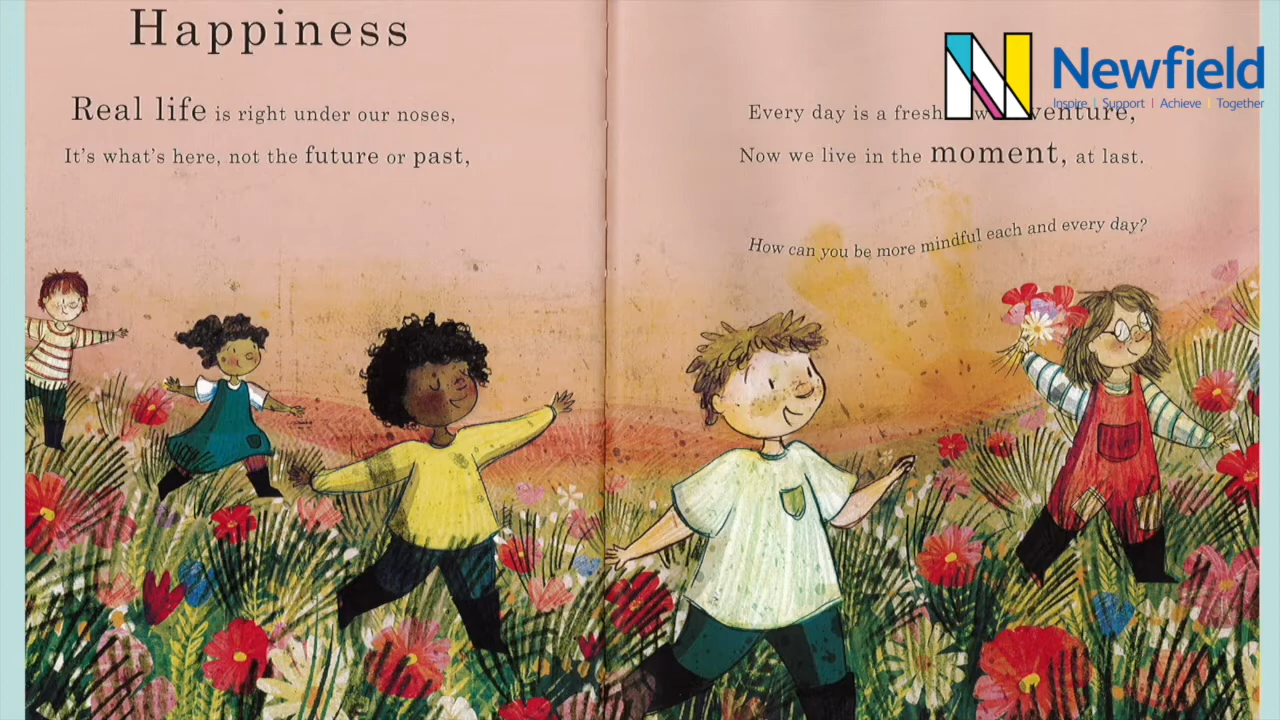 Happiness
Real life is right under our noses,
It's what's here, not the future or past,
Every day is a fresh venture,
Now we live in the moment, at last.
How can you be more mindful each and every day?
Newfield
Inspire | Support | Achieve | Together